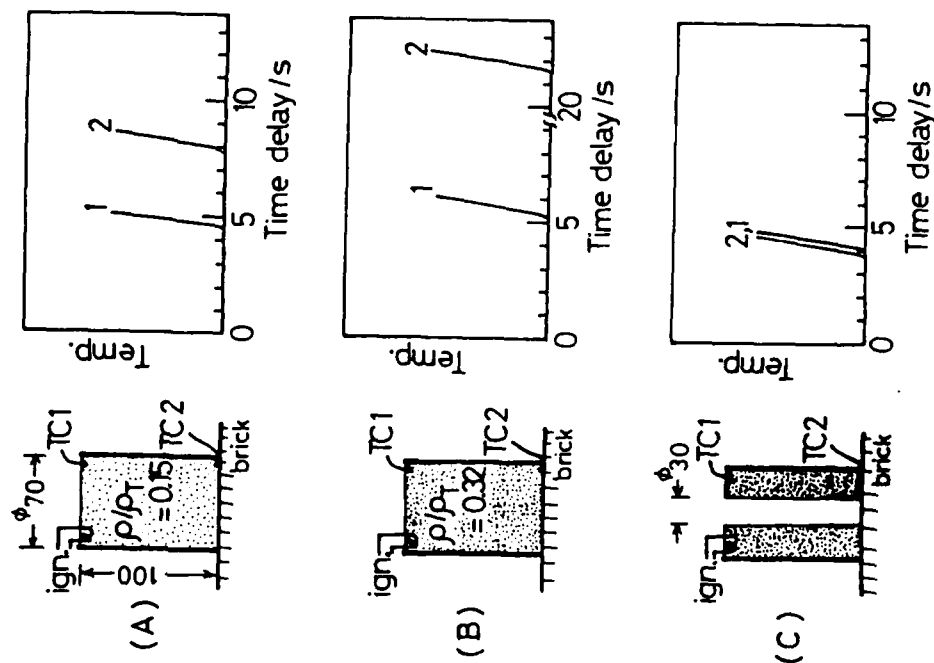 (A)
ign.
⌀70
100
ρ/ρT
= 0.15
TC1
TC2
brick
Temp.
1
2
0
5
10
Time delay/s
(B)
ign.
ρ/ρT
= 0.32
TC1
TC2
brick
Temp.
1
2
0
5
20
Time delay/s
(C)
ign.
⌀
30
TC1
TC2
brick
Temp.
2,1
0
5
10
Time delay/s